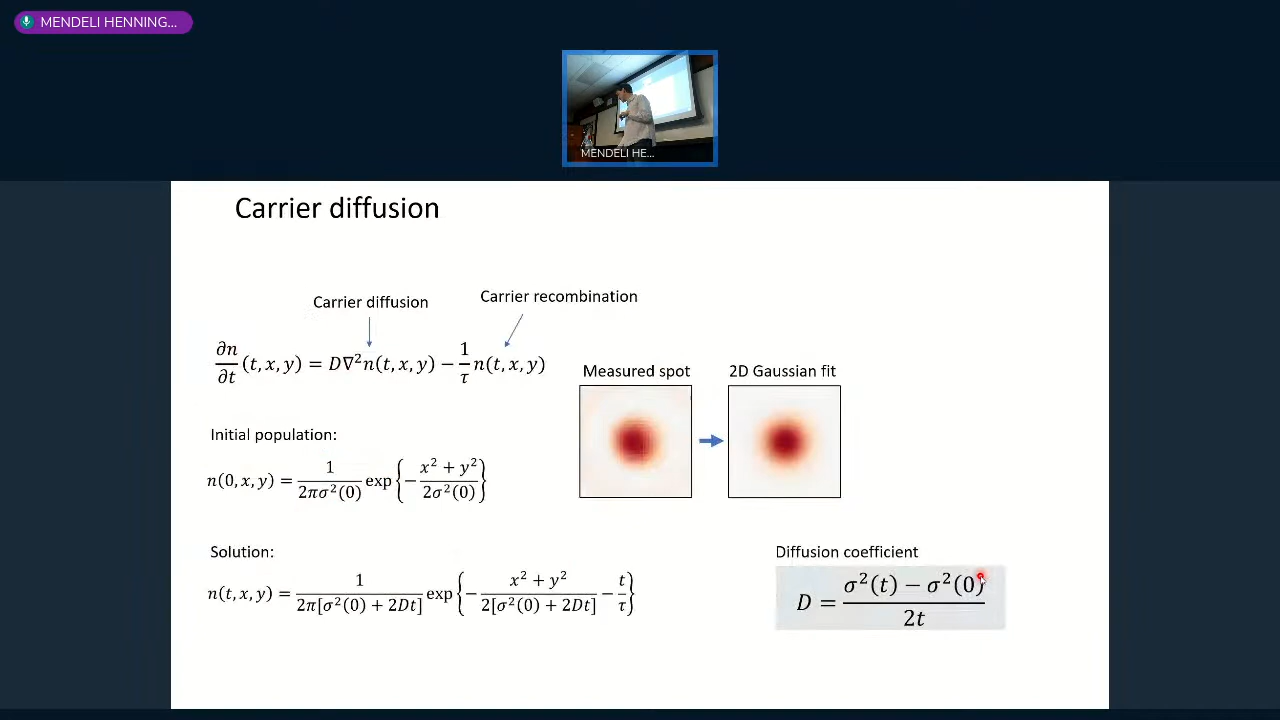 MENDELI HENNING...
MENDELI HE...
Carrier diffusion
Carrier diffusion
Carrier recombination
∂n/∂t (t, x, y) = D∇²n(t, x, y) − 1/τ n(t, x, y)
Measured spot
2D Gaussian fit
Initial population:
n(0, x, y) = 1/(2πσ²(0)) exp{−(x² + y²)/(2σ²(0))}
Solution:
n(t, x, y) = 1/(2π[σ²(0) + 2Dt]) exp{−(x² + y²)/(2[σ²(0) + 2Dt]) − t/τ}
Diffusion coefficient
D = (σ²(t) − σ²(0))/(2t)